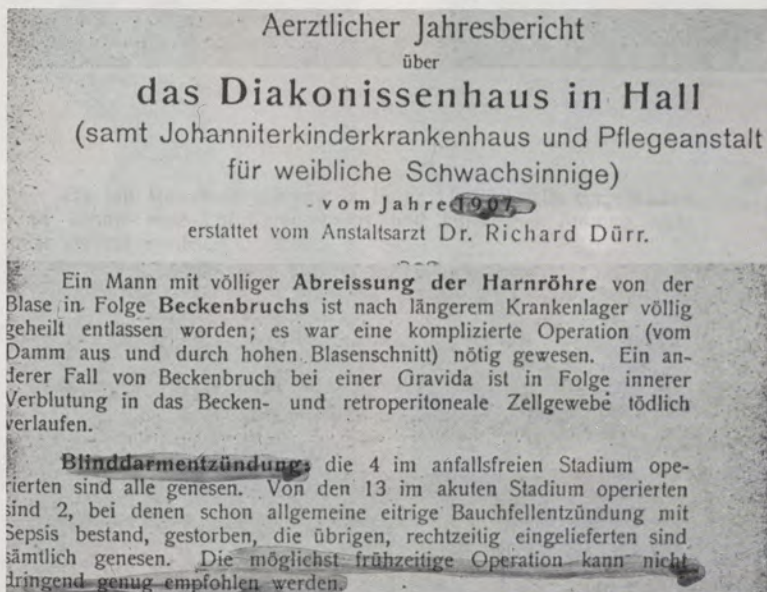 Aerztlicher Jahresbericht
über
das Diakonissenhaus in Hall
(samt Johanniterkinderkrankenhaus und Pflegeanstalt
für weibliche Schwachsinnige)
- vom Jahre 1907
erstattet vom Anstaltsarzt Dr. Richard Dürr.
Ein Mann mit völliger Abreissung der Harnröhre von der
Blase in Folge Beckenbruchs ist nach längerem Krankenlager völlig
geheilt entlassen worden; es war eine komplizierte Operation (vom
Damm aus und durch hohen Blasenschnitt) nötig gewesen. Ein an-
derer Fall von Beckenbruch bei einer Gravida ist in Folge innerer
Verblutung in das Becken- und retroperitoneale Zellgewebe tödlich
verlaufen.
Blinddarmentzündung: die 4 im anfallsfreien Stadium ope-
rierten sind alle genesen. Von den 13 im akuten Stadium operierten
sind 2, bei denen schon allgemeine eitrige Bauchfellentzündung mit
Sepsis bestand, gestorben, die übrigen, rechtzeitig eingelieferten sind
sämtlich genesen. Die möglichst frühzeitige Operation kann nicht
dringend genug empfohlen werden.